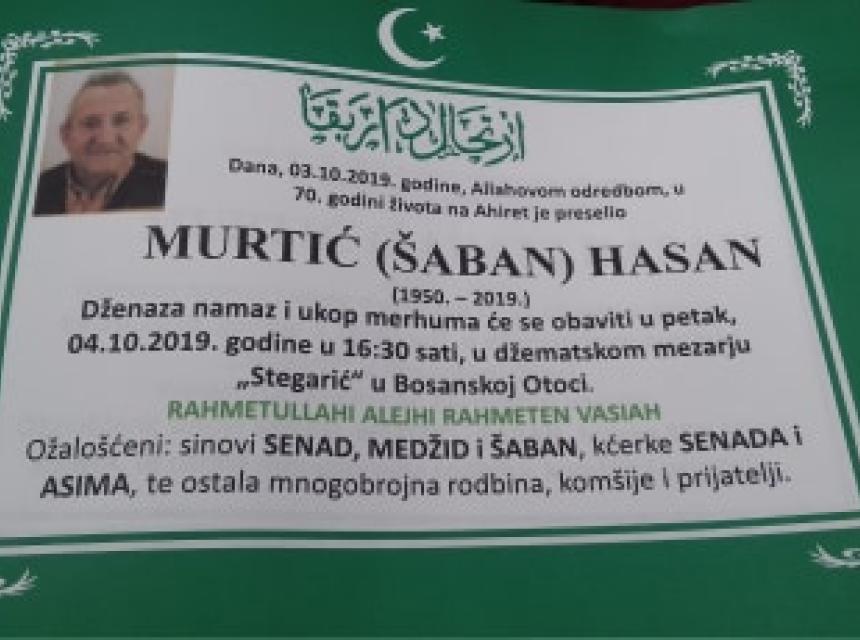 Dana, 03.10.2019. godine, Allahovom odredbom, u
70. godini života na Ahiret je preselio
MURTIĆ (ŠABAN) HASAN
(1950. – 2019.)
Dženaza namaz i ukop merhuma će se obaviti u petak,
04.10.2019. godine u 16:30 sati, u džematskom mezarju
„Stegarić“ u Bosanskoj Otoci.
RAHMETULLAHI ALEJHI RAHMETEN VASIAH
Ožalošćeni: sinovi SENAD, MEDŽID i ŠABAN, kćerke SENADA i
ASIMA, te ostala mnogobrojna rodbina, komšije i prijatelji.